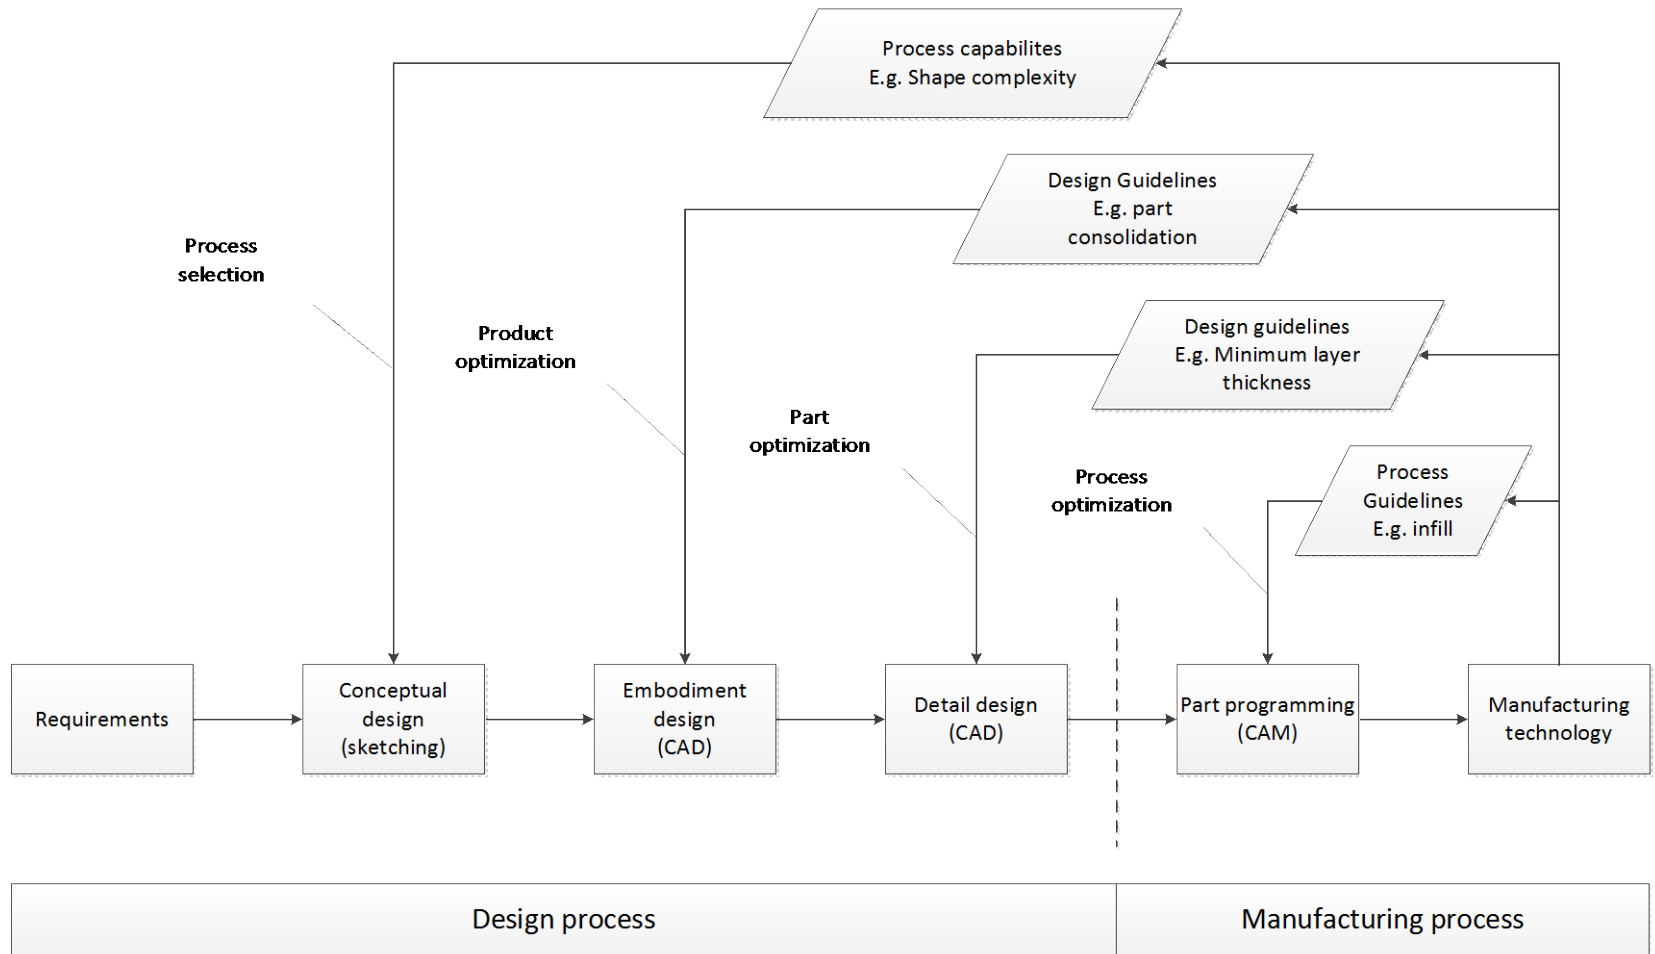 Process capabilites
E.g. Shape complexity
Design Guidelines
E.g. part
consolidation
Process
selection
Design guidelines
E.g. Minimum layer
thickness
Product
optimization
Part
optimization
Process
optimization
Process
Guidelines
E.g. infill
Requirements
Conceptual
design
(sketching)
Embodiment
design
(CAD)
Detail design
(CAD)
Part programming
(CAM)
Manufacturing
technology
Design process
Manufacturing process